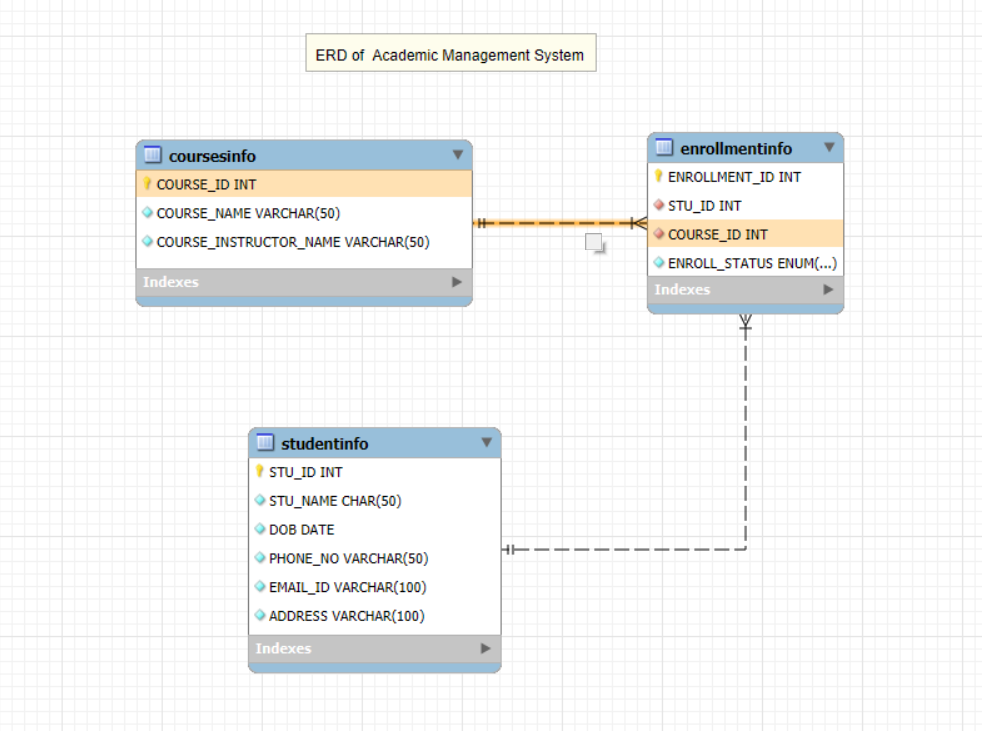 ERD of  Academic Management System
coursesinfo
COURSE_ID INT
COURSE_NAME VARCHAR(50)
COURSE_INSTRUCTOR_NAME VARCHAR(50)
Indexes
enrollmentinfo
ENROLLMENT_ID INT
STU_ID INT
COURSE_ID INT
ENROLL_STATUS ENUM(...)
Indexes
studentinfo
STU_ID INT
STU_NAME CHAR(50)
DOB DATE
PHONE_NO VARCHAR(50)
EMAIL_ID VARCHAR(100)
ADDRESS VARCHAR(100)
Indexes